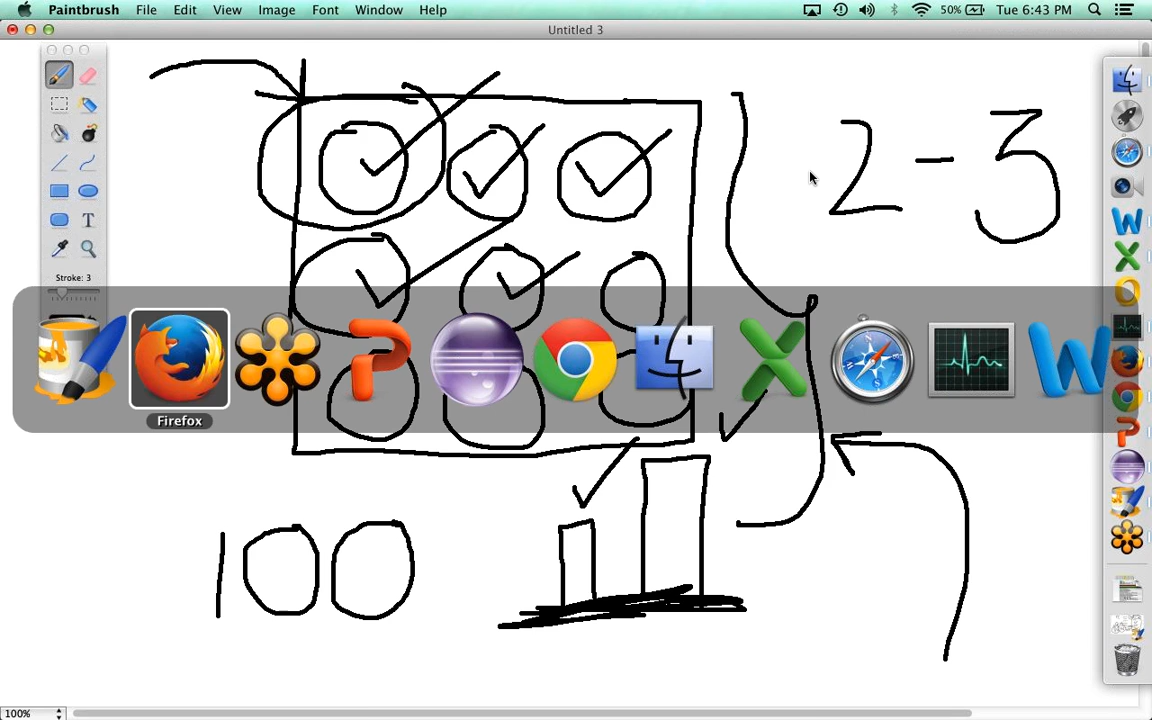 Paintbrush File Edit View Image Font Window Help 50% Tue 6:43 PM
Untitled 3
2 - 3
T
Stroke: 3
Firefox
100
100%